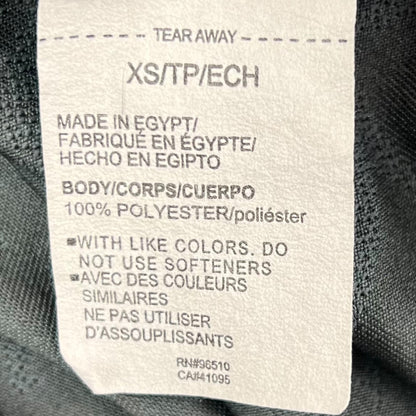 TEAR AWAY
XS/TP/ECH
MADE IN EGYPT/
FABRIQUÉ EN ÉGYPTE/
HECHO EN EGIPTO
BODY/CORPS/CUERPO
100% POLYESTER/poliéster
WITH LIKE COLORS. DO
NOT USE SOFTENERS
AVEC DES COULEURS
SIMILAIRES
NE PAS UTILISER
D'ASSOUPLISSANTS
RN#96510
CA#41095